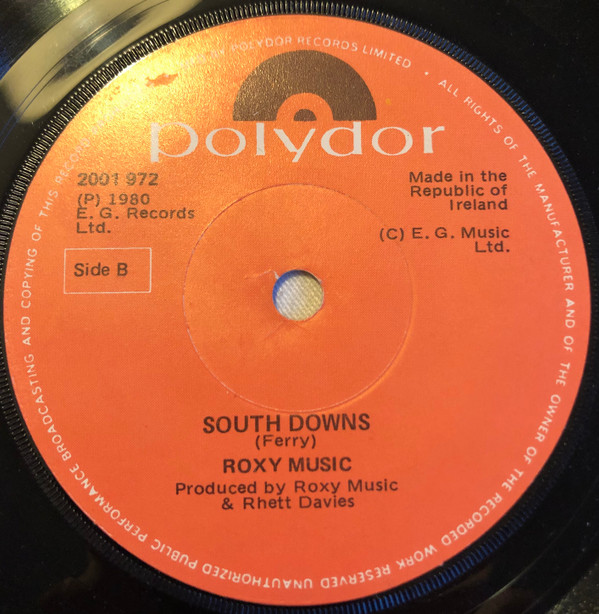 POLYDOR RECORDS LIMITED • ALL RIGHTS OF THE MANUFACTURER AND OF THE OWNER OF THE RECORDED WORK RESERVED UNAUTHORIZED PUBLIC PERFORMANCE BROADCASTING AND COPYING OF THIS RECORD
polydor
2001 972
(P) 1980
E. G. Records
Ltd.
Made in the
Republic of
Ireland
(C) E. G. Music
Ltd.
Side B
SOUTH DOWNS
(Ferry)
ROXY MUSIC
Produced by Roxy Music
& Rhett Davies